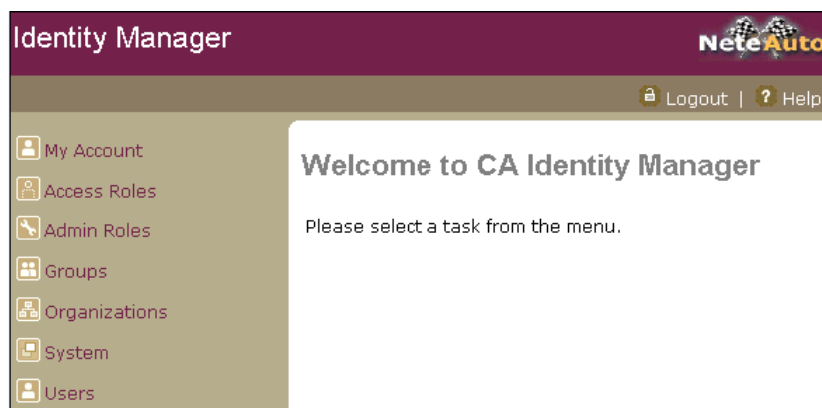 Identity Manager
NeteAuto
Logout | Help
My Account
Access Roles
Admin Roles
Groups
Organizations
System
Users
Welcome to CA Identity Manager
Please select a task from the menu.